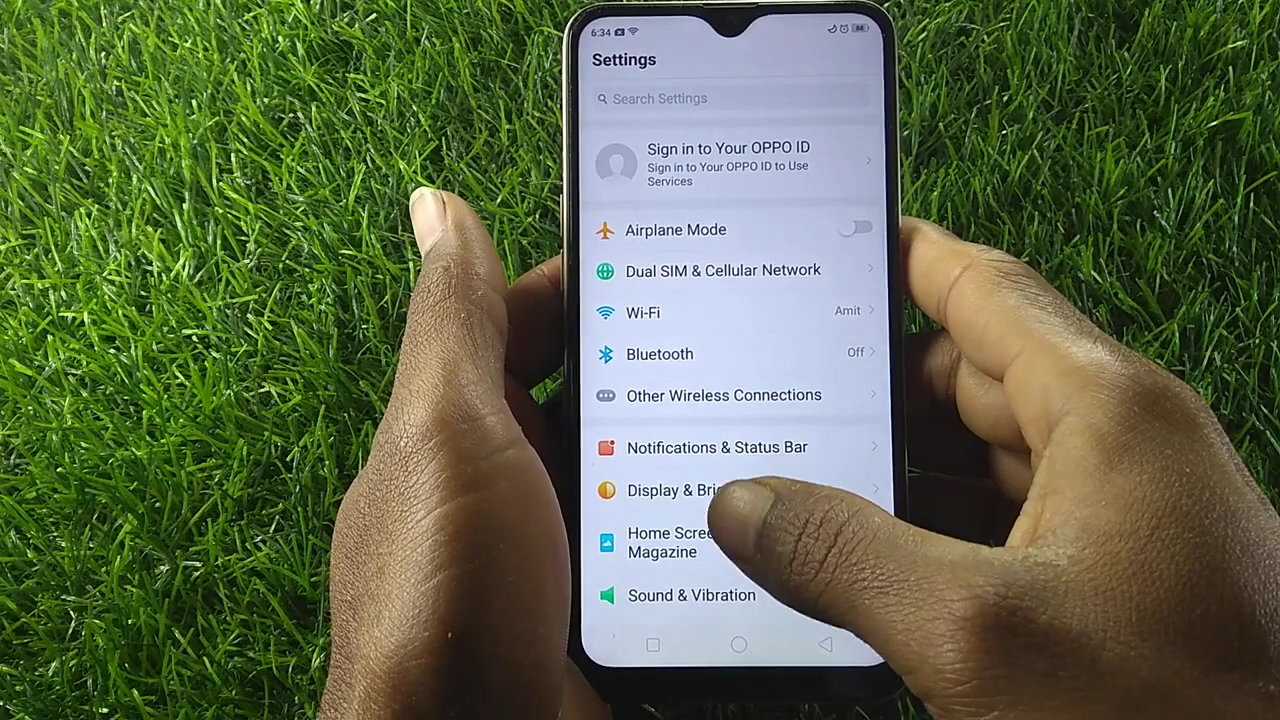 6:34
Settings
Search Settings
Sign in to Your OPPO ID
Sign in to Your OPPO ID to Use
Services
Airplane Mode
Dual SIM & Cellular Network
Wi-Fi Amit
Bluetooth Off
Other Wireless Connections
Notifications & Status Bar
Display &
Home
Magazine
Sound & Vibration